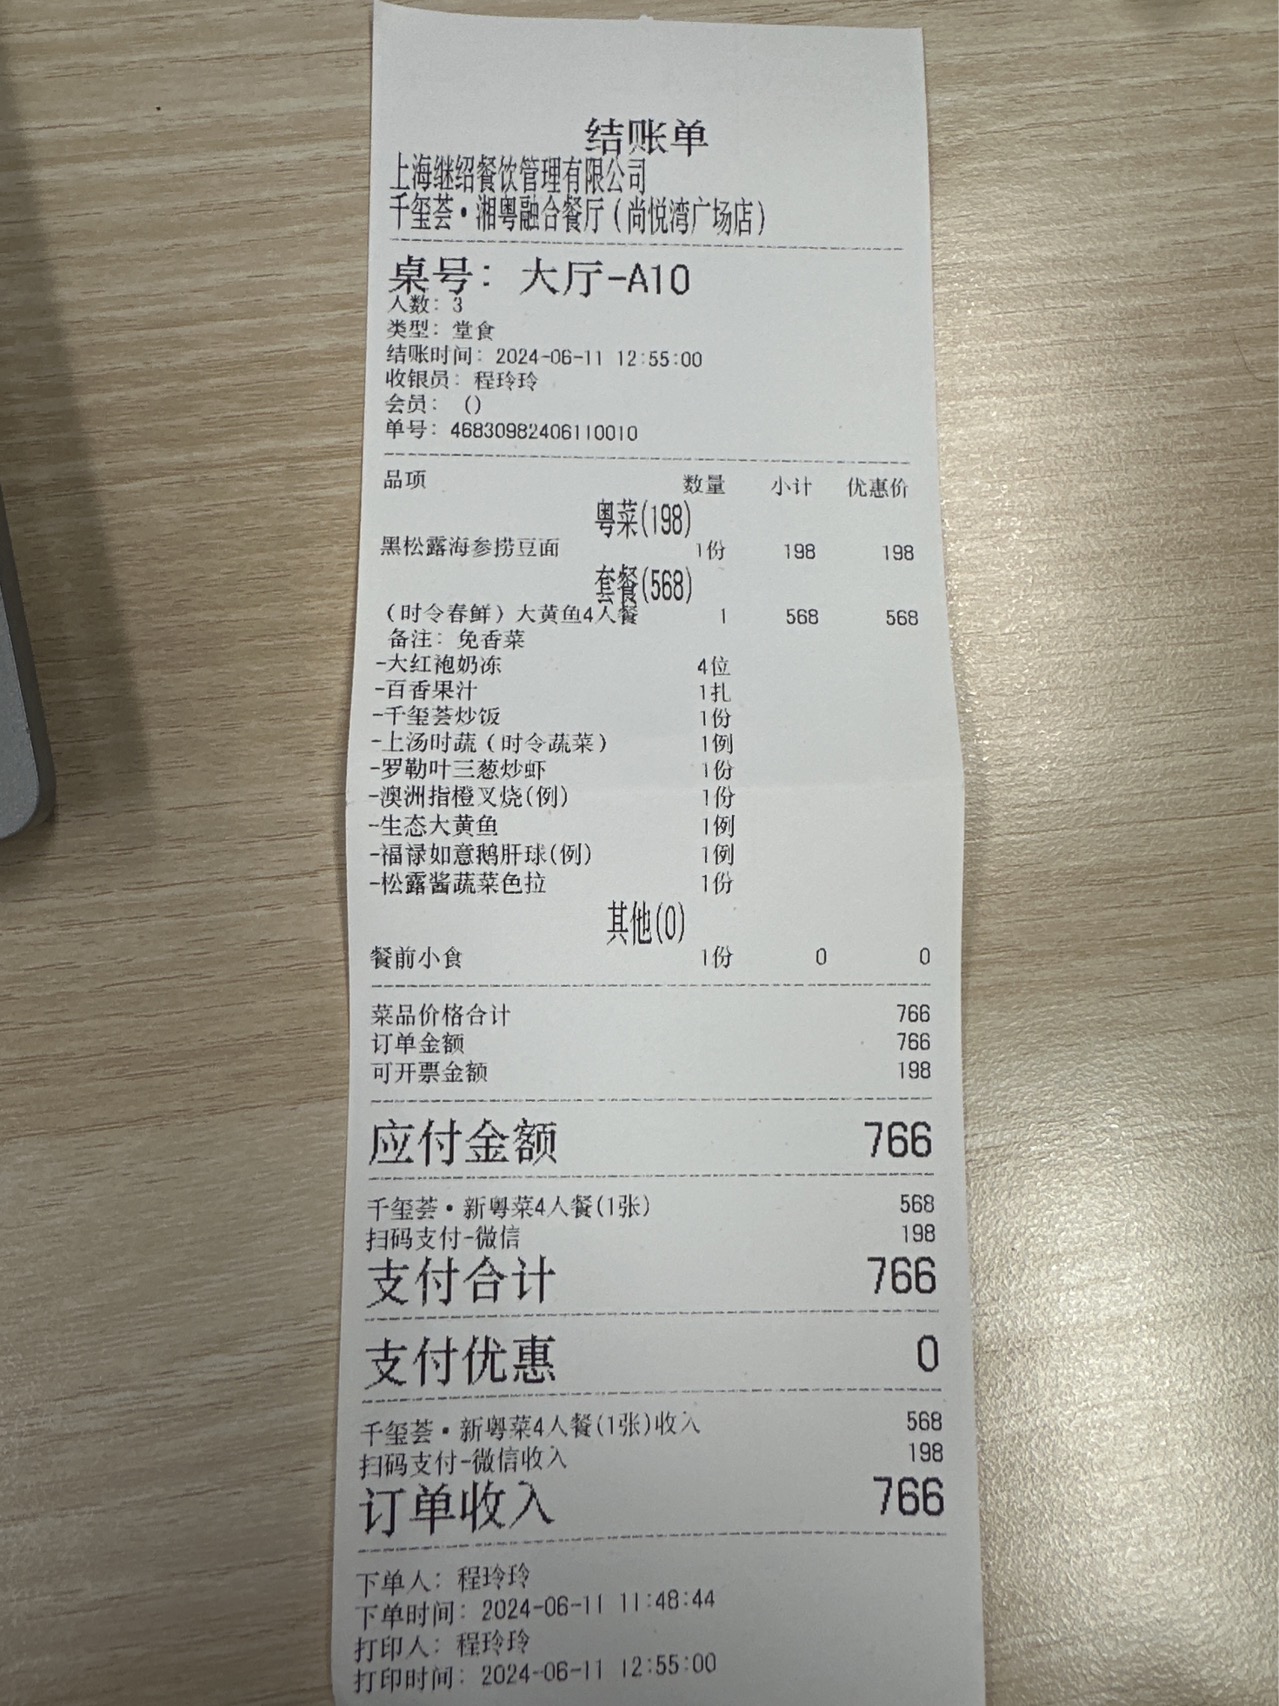 结账单
上海继绍餐饮管理有限公司
千玺荟•湘粤融合餐厅(尚悦湾广场店)
桌号: 大厅-A10
人数: 3
类型: 堂食
结账时间: 2024-06-11 12:55:00
收银员: 程玲玲
会员: ()
单号: 46830982406110010
品项 数量 小计 优惠价
粤菜(198)
黑松露海参捞豆面 1份 198 198
套餐(568)
(时令春鲜)大黄鱼4人餐 1 568 568
备注: 免香菜
-大红袍奶冻 4位
-百香果汁 1扎
-千玺荟炒饭 1份
-上汤时蔬(时令蔬菜) 1例
-罗勒叶三葱炒虾 1份
-澳洲指橙叉烧(例) 1份
-生态大黄鱼 1例
-福禄如意鹅肝球(例) 1例
-松露酱蔬菜色拉 1份
其他(0)
餐前小食 1份 0 0
菜品价格合计 766
订单金额 766
可开票金额 198
应付金额 766
千玺荟•新粤菜4人餐(1张) 568
扫码支付-微信 198
支付合计 766
支付优惠 0
千玺荟•新粤菜4人餐(1张)收入 568
扫码支付-微信收入 198
订单收入 766
下单人: 程玲玲
下单时间: 2024-06-11 11:48:44
打印人: 程玲玲
打印时间: 2024-06-11 12:55:00